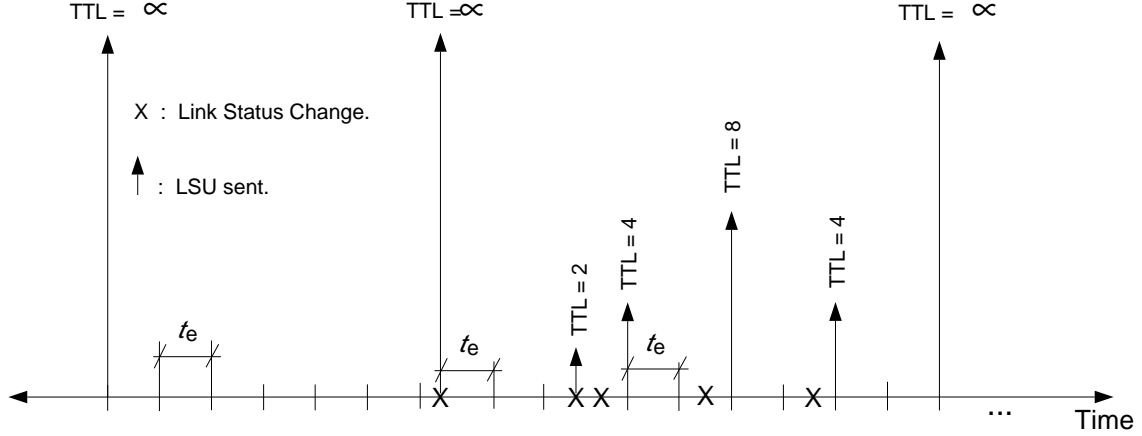 TTL = ∝
TTL =∝
TTL = ∝
X : Link Status Change.
: LSU sent.
TTL = 2
TTL = 4
TTL = 8
TTL = 4
te
te
te
X
X
X
X
X
...
Time